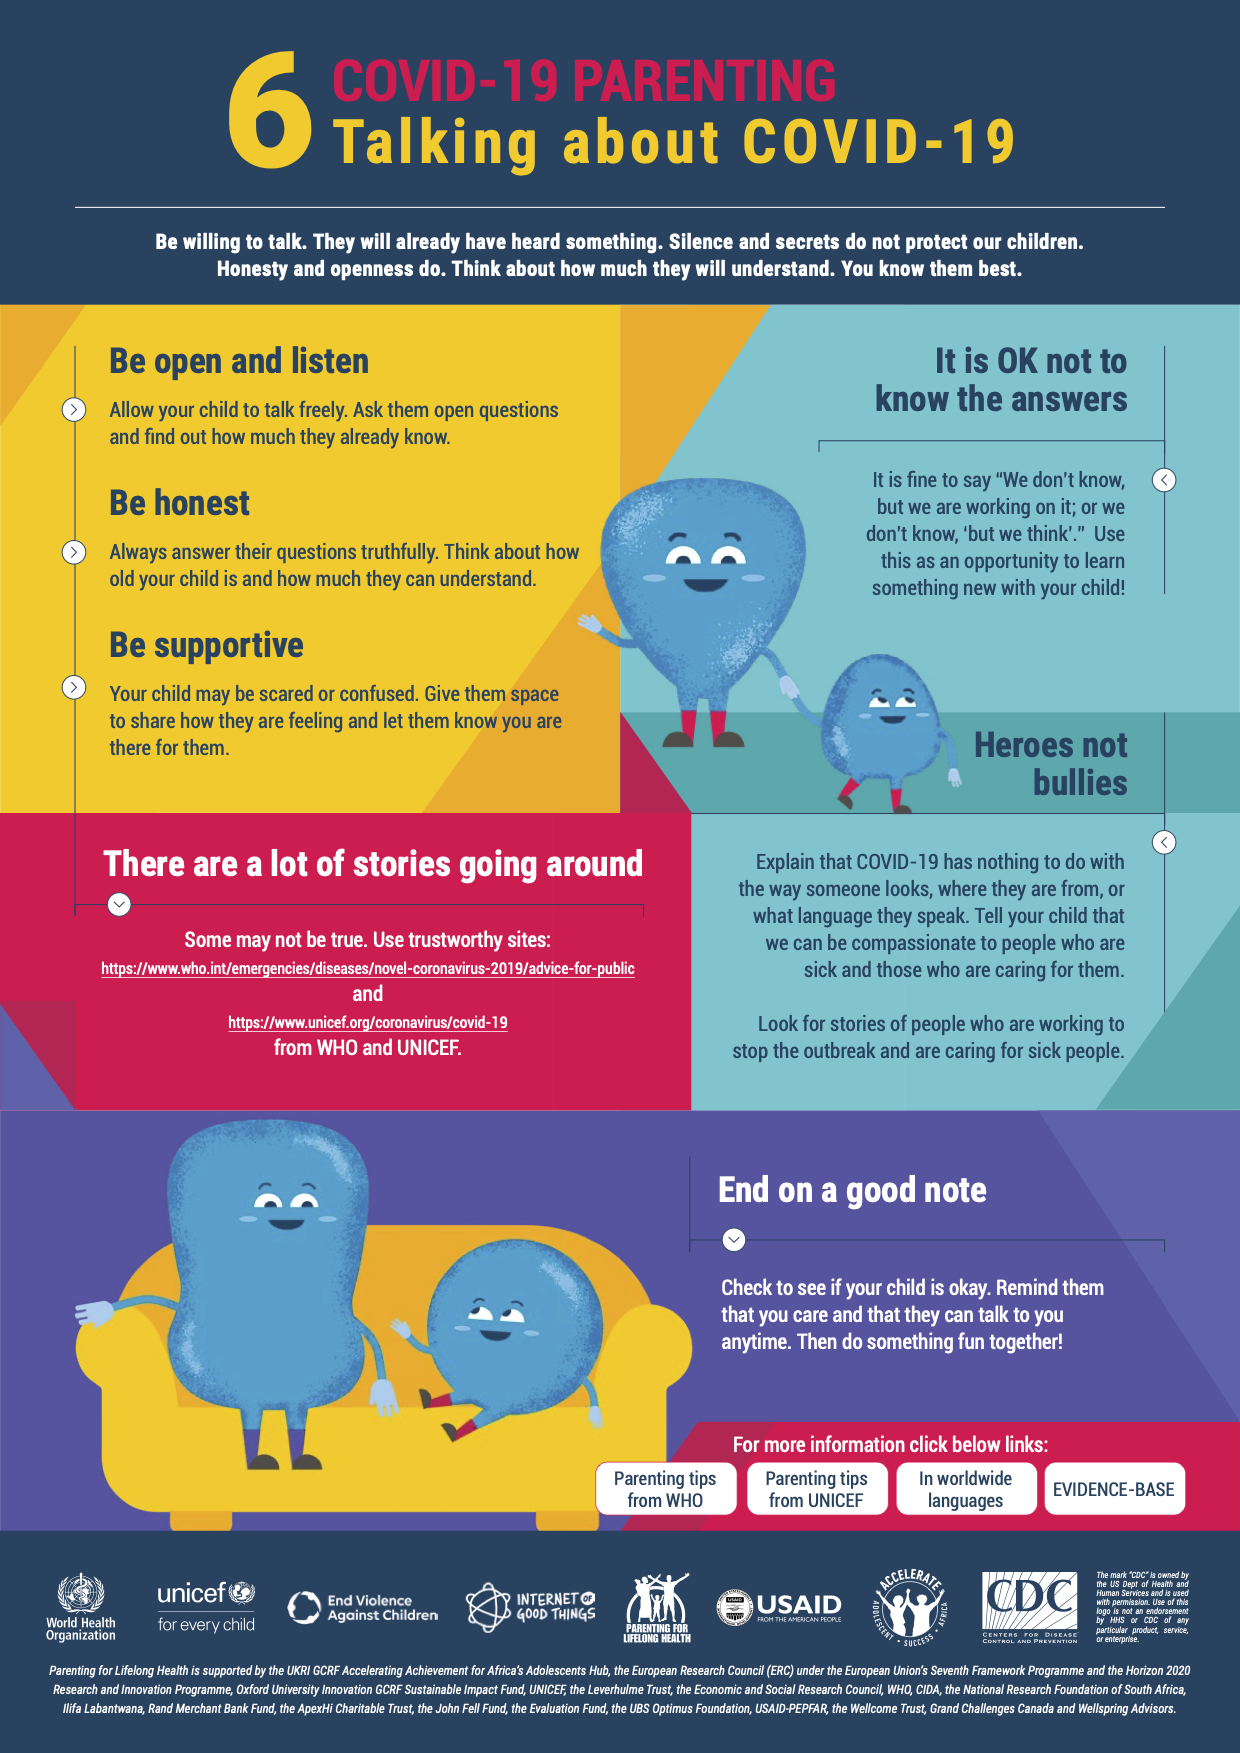 6
COVID-19 PARENTING
Talking about COVID-19
Be willing to talk. They will already have heard something. Silence and secrets do not protect our children.
Honesty and openness do. Think about how much they will understand. You know them best.
Be open and listen
Allow your child to talk freely. Ask them open questions
and find out how much they already know.
Be honest
Always answer their questions truthfully. Think about how
old your child is and how much they can understand.
Be supportive
Your child may be scared or confused. Give them space
to share how they are feeling and let them know you are
there for them.
It is OK not to
know the answers
It is fine to say “We don’t know,
but we are working on it; or we
don’t know, ‘but we think’.” Use
this as an opportunity to learn
something new with your child!
Heroes not
bullies
Explain that COVID-19 has nothing to do with
the way someone looks, where they are from, or
what language they speak. Tell your child that
we can be compassionate to people who are
sick and those who are caring for them.
Look for stories of people who are working to
stop the outbreak and are caring for sick people.
There are a lot of stories going around
Some may not be true. Use trustworthy sites:
https://www.who.int/emergencies/diseases/novel-coronavirus-2019/advice-for-public
and
https://www.unicef.org/coronavirus/covid-19
from WHO and UNICEF.
End on a good note
Check to see if your child is okay. Remind them
that you care and that they can talk to you
anytime. Then do something fun together!
For more information click below links:
Parenting tips
from WHO
Parenting tips
from UNICEF
In worldwide
languages
EVIDENCE-BASE
World Health
Organization
unicef
for every child
End Violence
Against Children
INTERNET OF
GOOD THINGS
PARENTING FOR
LIFELONG HEALTH
USAID
FROM THE AMERICAN PEOPLE
ACCELERATE
ADOLESCENT • SUCCESS • AFRICA
CDC
CENTERS FOR DISEASE
CONTROL AND PREVENTION
The mark “CDC” is owned by
the US Dept of Health and
Human Services and is used
with permission. Use of this
logo is not an endorsement
by HHS or CDC of any
particular product, service,
or enterprise.
Parenting for Lifelong Health is supported by the UKRI GCRF Accelerating Achievement for Africa’s Adolescents Hub, the European Research Council (ERC) under the European Union’s Seventh Framework Programme and the Horizon 2020
Research and Innovation Programme, Oxford University Innovation GCRF Sustainable Impact Fund, UNICEF, the Leverhulme Trust, the Economic and Social Research Council, WHO, CIDA, the National Research Foundation of South Africa,
Ilifa Labantwana, Rand Merchant Bank Fund, the ApexHi Charitable Trust, the John Fell Fund, the Evaluation Fund, the UBS Optimus Foundation, USAID-PEPFAR, the Wellcome Trust, Grand Challenges Canada and Wellspring Advisors.